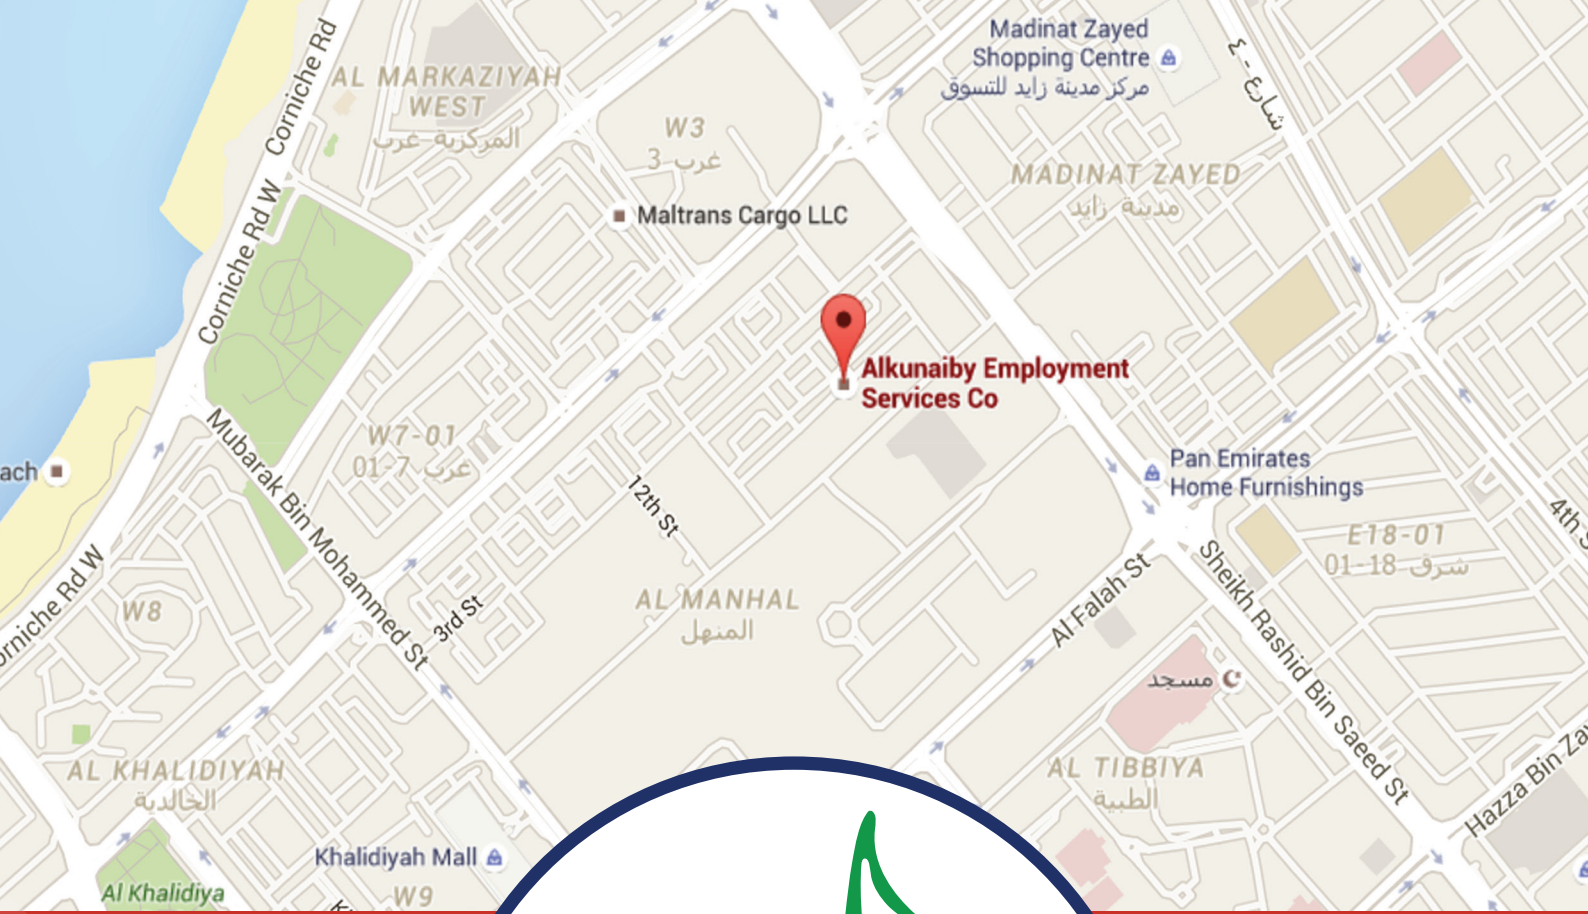 Corniche Rd
AL MARKAZIYAH
WEST
المركزية غرب
W3
غرب 3
Madinat Zayed
Shopping Centre
مركز مدينة زايد للتسوق
شارع - ٤
MADINAT ZAYED
مدينة زايد
Maltrans Cargo LLC
Corniche Rd W
Alkunaiby Employment
Services Co
Mubarak Bin Mohammed St
W7-01
غرب 7-01
ach
12th St
Pan Emirates
Home Furnishings
4th S
E18-01
شرق 18-01
orniche Rd W
W8
3rd St
AL MANHAL
المنهل
Al Falah St
Sheikh Rashid Bin Saeed St
مسجد
AL KHALIDIYAH
الخالدية
AL TIBBIYA
الطبية
Hazza Bin Zay
Khalidiyah Mall
Al Khalidiya
W9